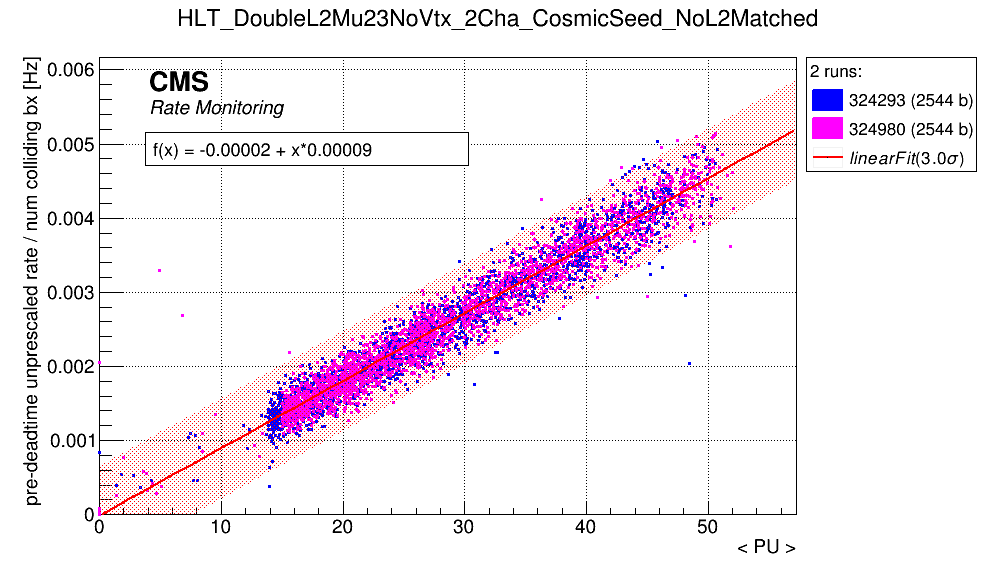 HLT_DoubleL2Mu23NoVtx_2Cha_CosmicSeed_NoL2Matched
pre-deadtime unprescaled rate / num colliding bx [Hz]
CMS
Rate Monitoring
f(x) = -0.00002 + x*0.00009
2 runs:
324293 (2544 b)
324980 (2544 b)
linearFit(3.0σ)
0.006
0.005
0.004
0.003
0.002
0.001
0
0 10 20 30 40 50
< PU >